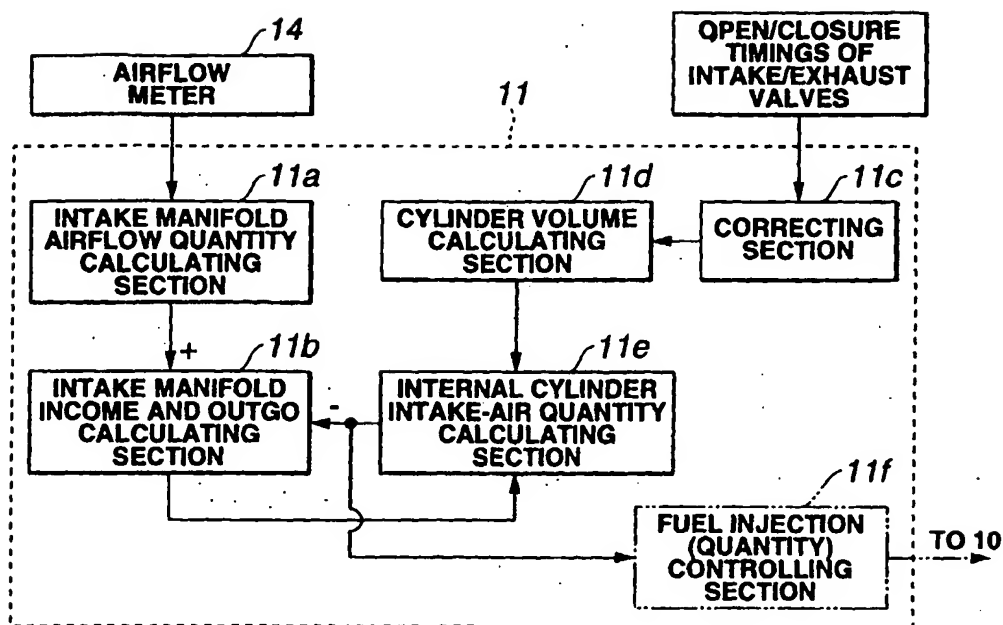 14
AIRFLOW
METER
OPEN/CLOSURE
TIMINGS OF
INTAKE/EXHAUST
VALVES
11
11a
INTAKE MANIFOLD
AIRFLOW QUANTITY
CALCULATING
SECTION
11d
CYLINDER VOLUME
CALCULATING
SECTION
11c
CORRECTING
SECTION
+
11b
INTAKE MANIFOLD
INCOME AND OUTGO
CALCULATING
SECTION
-
11e
INTERNAL CYLINDER
INTAKE-AIR QUANTITY
CALCULATING
SECTION
11f
FUEL INJECTION
(QUANTITY)
CONTROLLING
SECTION
TO 10